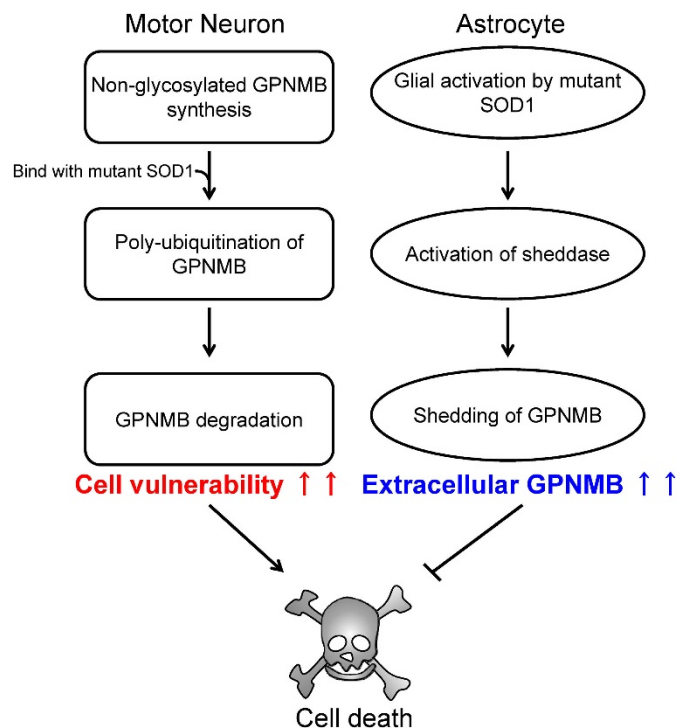 Motor Neuron
Non-glycosylated GPNMB
synthesis
Bind with mutant SOD1
Poly-ubiquitination of
GPNMB
GPNMB degradation
Cell vulnerability ↑ ↑
Astrocyte
Glial activation by mutant
SOD1
Activation of sheddase
Shedding of GPNMB
Extracellular GPNMB ↑ ↑
Cell death